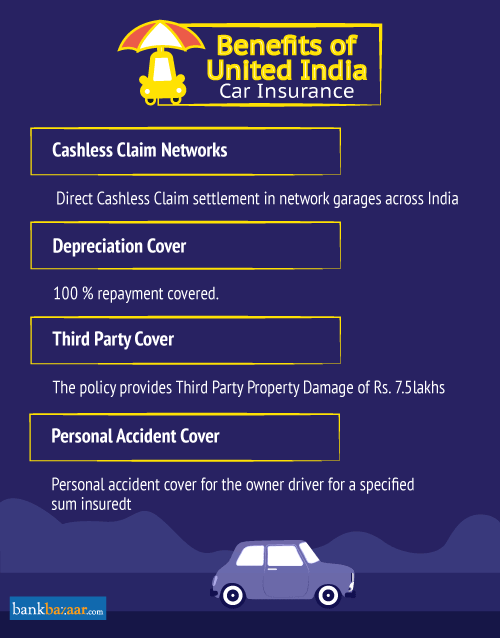 Benefits of
United India
Car Insurance
Cashless Claim Networks
Direct Cashless Claim settlement in network garages across India
Depreciation Cover
100 % repayment covered.
Third Party Cover
The policy provides Third Party Property Damage of Rs. 7.5lakhs
Personal Accident Cover
Personal accident cover for the owner driver for a specified
sum insuredt
bankbazaar.com